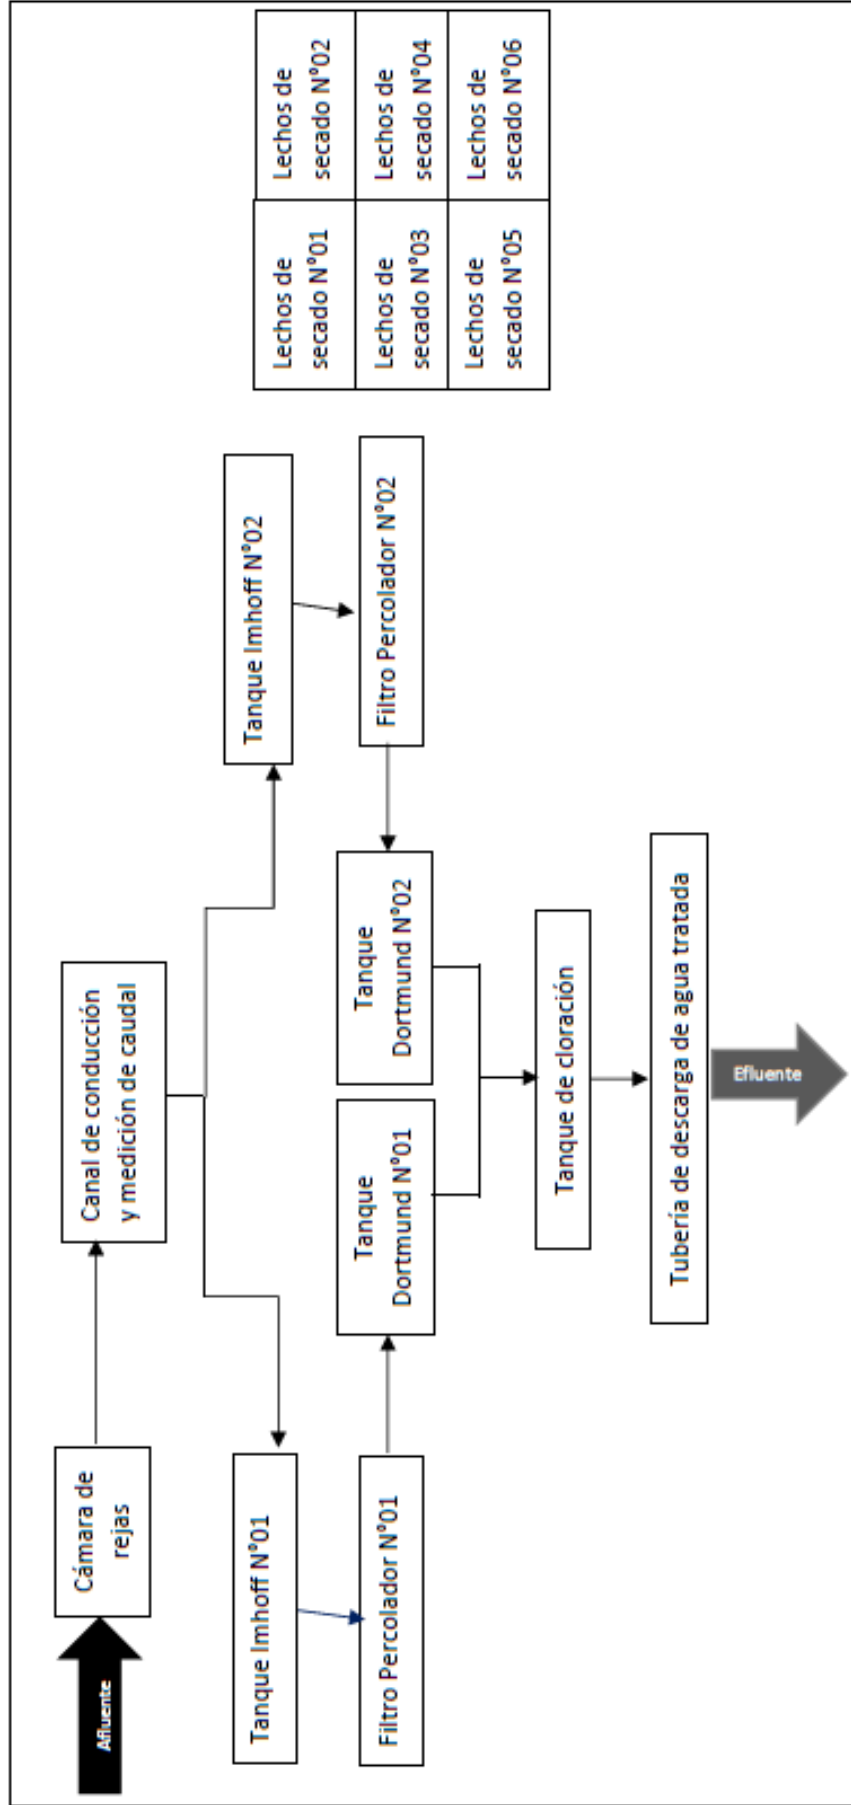 Afluente
Cámara de
rejas
Canal de conducción
y medición de caudal
Tanque Imhoff N°01
Tanque Imhoff N°02
Filtro Percolador N°01
Tanque
Dortmund N°01
Tanque
Dortmund N°02
Filtro Percolador N°02
Tanque de cloración
Tubería de descarga de agua tratada
Efluente
Lechos de
secado N°01
Lechos de
secado N°02
Lechos de
secado N°03
Lechos de
secado N°04
Lechos de
secado N°05
Lechos de
secado N°06